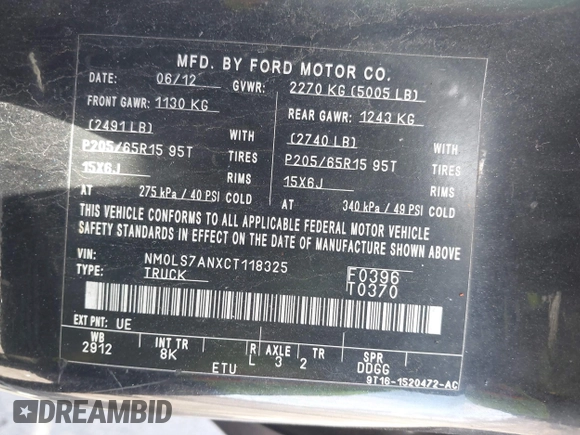 MFD. BY FORD MOTOR CO.
DATE: 06/12 GVWR: 2270 KG (5005 LB)
FRONT GAWR: 1130 KG REAR GAWR: 1243 KG
(2491 LB) WITH (2740 LB) WITH
P205/65R15 95T TIRES P205/65R15 95T TIRES
15X6J RIMS 15X6J RIMS
AT 275 kPa / 40 PSI COLD AT 340 kPa / 49 PSI COLD
THIS VEHICLE CONFORMS TO ALL APPLICABLE FEDERAL MOTOR VEHICLE
SAFETY STANDARDS IN EFFECT ON THE DATE OF MANUFACTURE SHOWN ABOVE.
VIN: NM0LS7ANXCT118325 F0396
TYPE: TRUCK T0370
EXT PNT: UE
WB INT TR R AXLE TR SPR
2912 8K L 3 2 DDGG
ETU 9T16-1520472-AC
DREAMBID